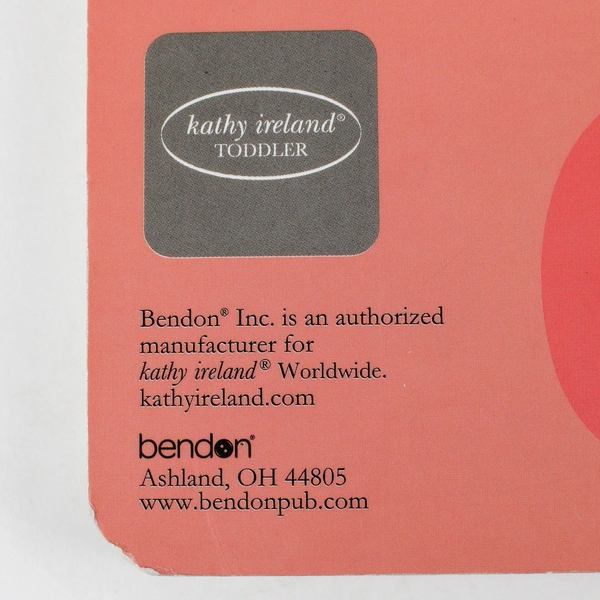 kathy ireland®
TODDLER
Bendon® Inc. is an authorized
manufacturer for
kathy ireland® Worldwide.
kathyireland.com
bendon®
Ashland, OH 44805
www.bendonpub.com